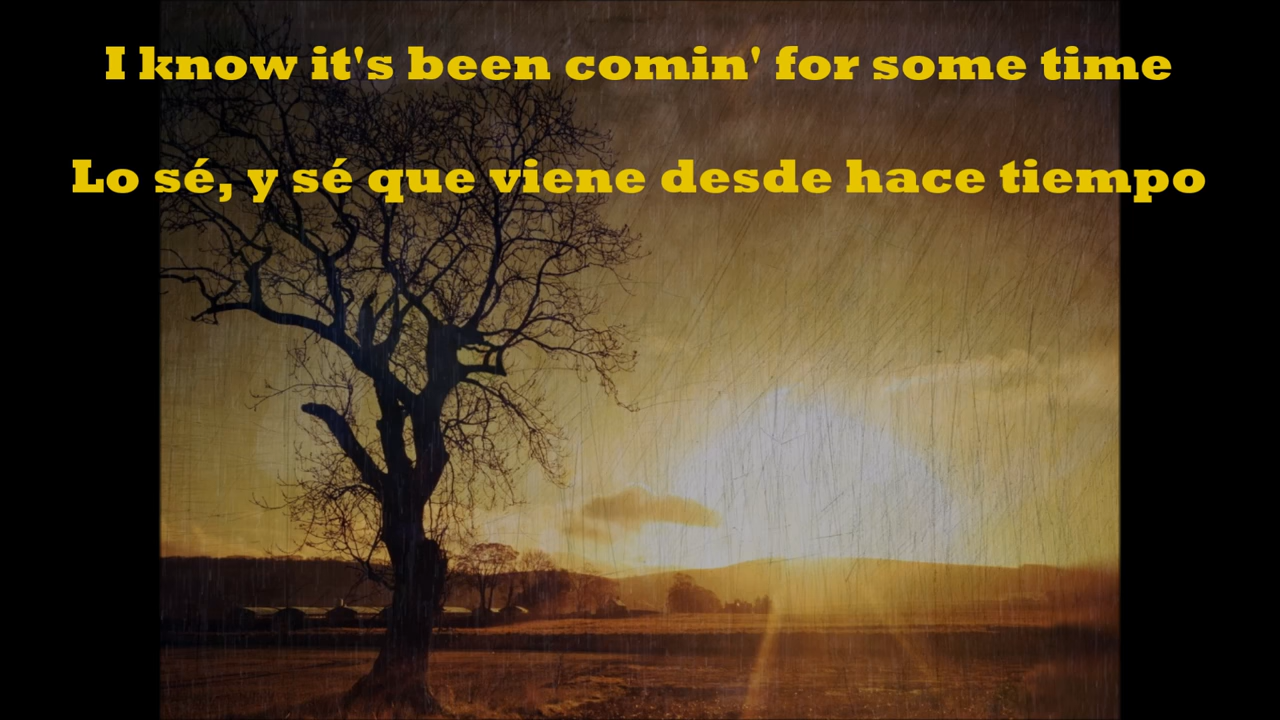 I know it's been comin' for some time
Lo sé, y sé que viene desde hace tiempo